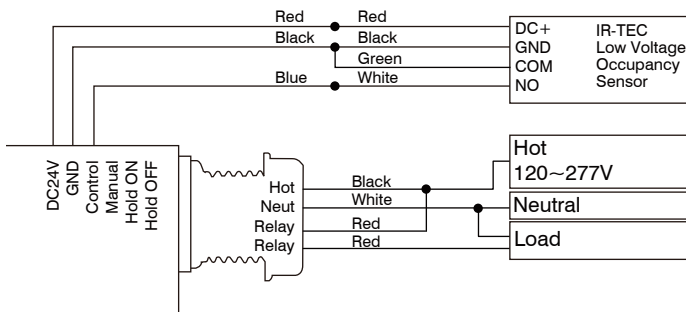 Red Red
DC+ IR-TEC
Black Black
GND Low Voltage
Green
COM Occupancy
Blue White
NO Sensor
DC24V
GND
Control
Manual
Hold ON
Hold OFF
Hot
120~277V
Hot Black
Neut White
Neutral
Relay Red
Relay Red
Load